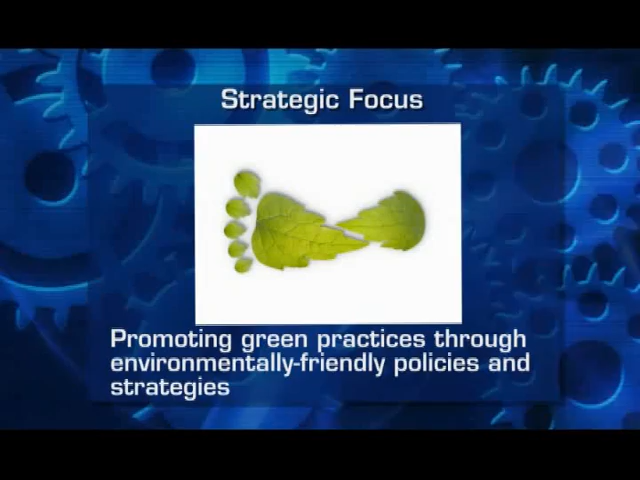 Strategic Focus
Promoting green practices through
environmentally-friendly policies and
strategies